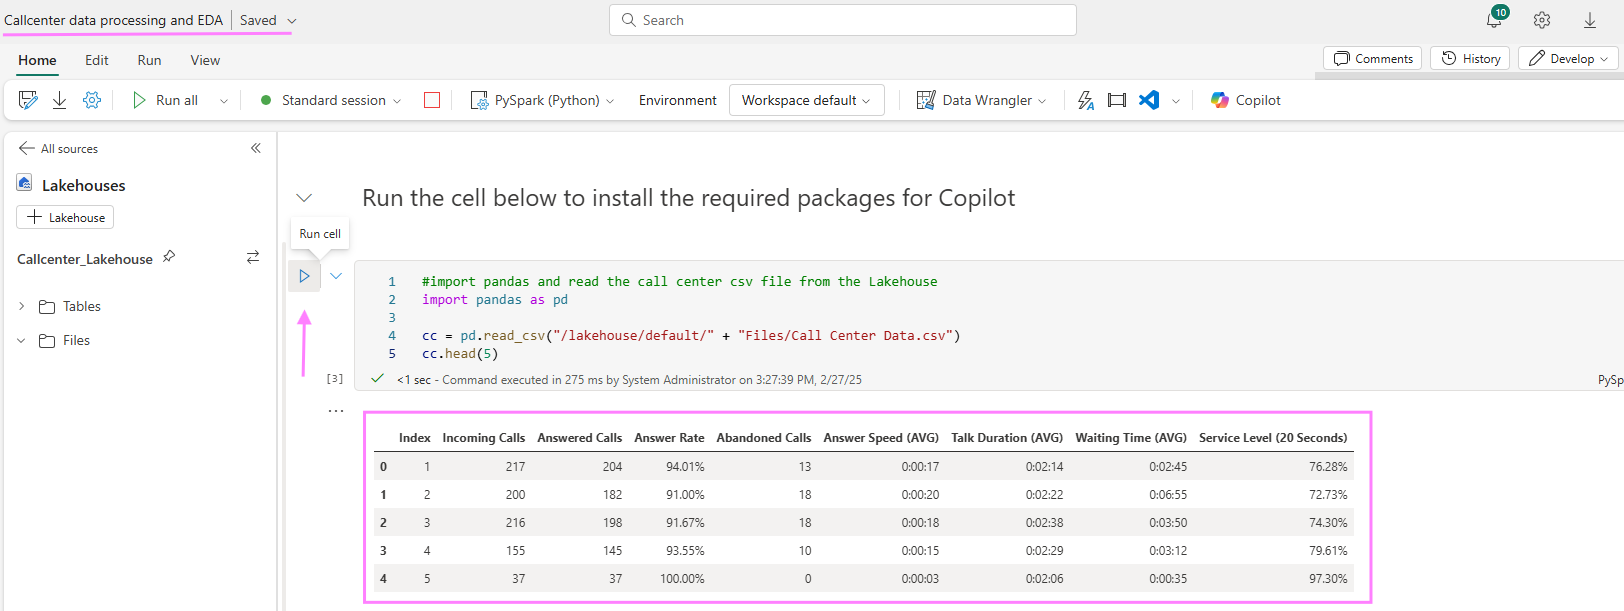 Callcenter data processing and EDA | Saved
Search
10
Home Edit Run View
Comments History Develop
Run all Standard session PySpark (Python) Environment Workspace default Data Wrangler Copilot
All sources
Lakehouses
Lakehouse
Callcenter_Lakehouse
Tables
Files
Run the cell below to install the required packages for Copilot
Run cell
1 #import pandas and read the call center csv file from the Lakehouse
2 import pandas as pd
3
4 cc = pd.read_csv("/lakehouse/default/" + "Files/Call Center Data.csv")
5 cc.head(5)
[3] <1 sec - Command executed in 275 ms by System Administrator on 3:27:39 PM, 2/27/25 PySp
...
Index Incoming Calls Answered Calls Answer Rate Abandoned Calls Answer Speed (AVG) Talk Duration (AVG) Waiting Time (AVG) Service Level (20 Seconds)
0 1 217 204 94.01% 13 0:00:17 0:02:14 0:02:45 76.28%
1 2 200 182 91.00% 18 0:00:20 0:02:22 0:06:55 72.73%
2 3 216 198 91.67% 18 0:00:18 0:02:38 0:03:50 74.30%
3 4 155 145 93.55% 10 0:00:15 0:02:29 0:03:12 79.61%
4 5 37 37 100.00% 0 0:00:03 0:02:06 0:00:35 97.30%